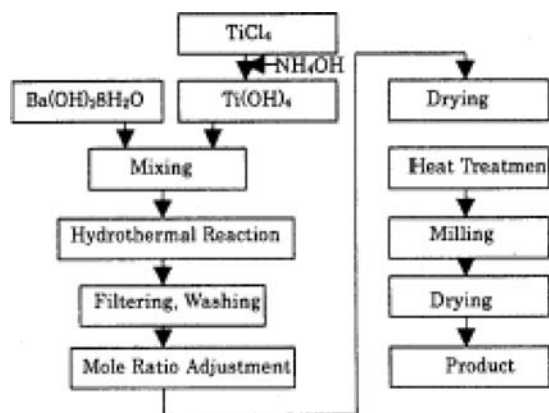 TiCl₄
NH₄OH
Ba(OH)₂8H₂O
Ti(OH)₄
Mixing
Hydrothermal Reaction
Filtering, Washing
Mole Ratio Adjustment
Drying
Heat Treatmen
Milling
Drying
Product